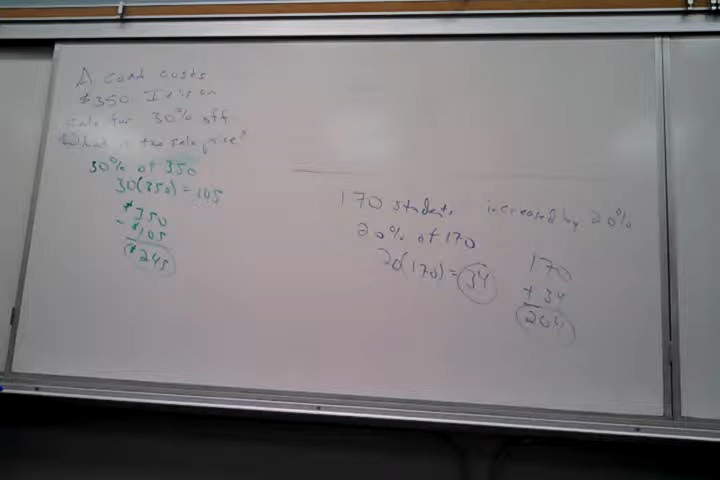 A coat costs
$350 It is on
sale for 30% off.
What is the sale price?
30% of 350
30(350) = 105
$350
- $105
$245
170 students increased by 20%
20% of 170
20(170) = 34
170
+ 34
204